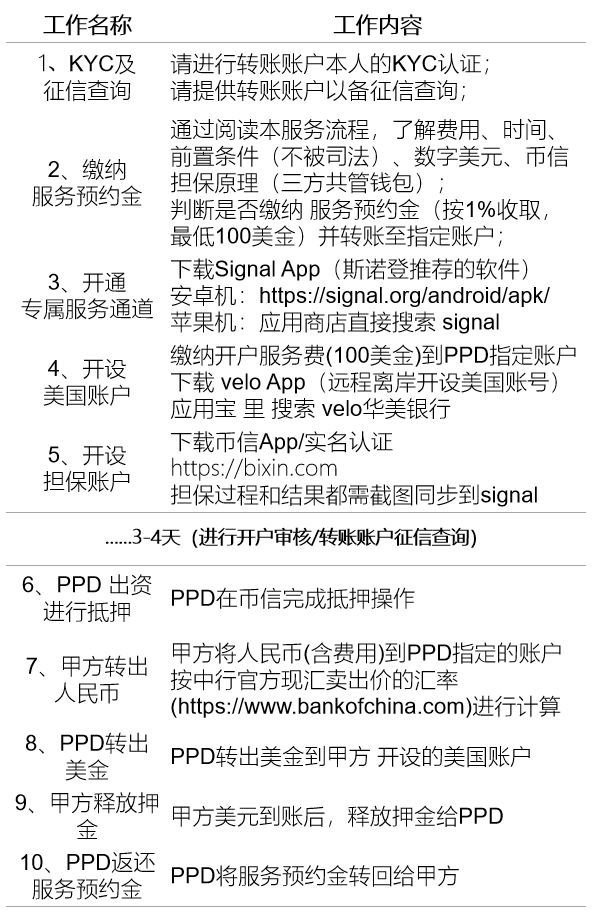 工作名称 工作内容
1、KYC及
征信查询
请进行转账账户本人的KYC认证；
请提供转账账户以备征信查询；
2、缴纳
服务预约金
通过阅读本服务流程，了解费用、时间、
前置条件（不被司法）、数字美元、币信
担保原理（三方共管钱包）；
判断是否缴纳 服务预约金（按1%收取，
最低100美金）并转账至指定账户；
3、开通
专属服务通道
下载Signal App（斯诺登推荐的软件）
安卓机：https://signal.org/android/apk/
苹果机：应用商店直接搜索 signal
4、开设
美国账户
缴纳开户服务费(100美金)到PPD指定账户
下载 velo App（远程离岸开设美国账号）
应用宝 里 搜索 velo华美银行
5、开设
担保账户
下载币信App/实名认证
https://bixin.com
担保过程和结果都需截图同步到signal
......3-4天（进行开户审核/转账账户征信查询）
6、PPD 出资
进行抵押
PPD在币信完成抵押操作
7、甲方转出
人民币
甲方将人民币(含费用)到PPD指定的账户
按中行官方现汇卖出价的汇率
(https://www.bankofchina.com)进行计算
8、PPD转出
美金
PPD转出美金到甲方 开设的美国账户
9、甲方释放押
金
甲方美元到账后，释放押金给PPD
10、PPD返还
服务预约金
PPD将服务预约金转回给甲方